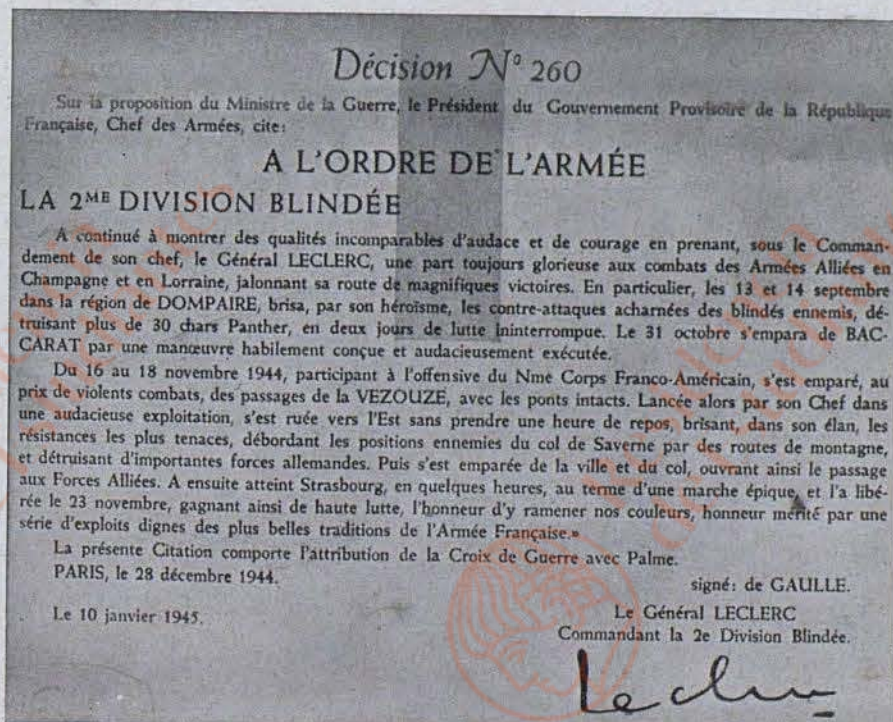 Décision Nº 260
Sur la proposition du Ministre de la Guerre, le Président du Gouvernement Provisoire de la République
Française, Chef des Armées, cite:
A L'ORDRE DE L'ARMÉE
LA 2ME DIVISION BLINDÉE
A continué à montrer des qualités incomparables d'audace et de courage en prenant, sous le Comman-
dement de son chef, le Général LECLERC, une part toujours glorieuse aux combats des Armées Alliées en
Champagne et en Lorraine, jalonnant sa route de magnifiques victoires. En particulier, les 13 et 14 septembre
dans la région de DOMPAIRE, brisa, par son héroïsme, les contre-attaques acharnées des blindés ennemis, dé-
truisant plus de 30 chars Panther, en deux jours de lutte ininterrompue. Le 31 octobre s'empara de BAC-
CARAT par une manœuvre habilement conçue et audacieusement exécutée.
Du 16 au 18 novembre 1944, participant à l'offensive du Nme Corps Franco-Américain, s'est emparé, au
prix de violents combats, des passages de la VEZOUZE, avec les ponts intacts. Lancée alors par son Chef dans
une audacieuse exploitation, s'est ruée vers l'Est sans prendre une heure de repos, brisant, dans son élan, les
résistances les plus tenaces, débordant les positions ennemies du col de Saverne par des routes de montagne,
et détruisant d'importantes forces allemandes. Puis s'est emparée de la ville et du col, ouvrant ainsi le passage
aux Forces Alliées. A ensuite atteint Strasbourg, en quelques heures, au terme d'une marche épique, et l'a libé-
rée le 23 novembre, gagnant ainsi de haute lutte, l'honneur d'y ramener nos couleurs, honneur mérité par une
série d'exploits dignes des plus belles traditions de l'Armée Française.»
La présente Citation comporte l'attribution de la Croix de Guerre avec Palme.
PARIS, le 28 décembre 1944.
signé: de GAULLE.
Le 10 janvier 1945.
Le Général LECLERC
Commandant la 2e Division Blindée.
Leclerc